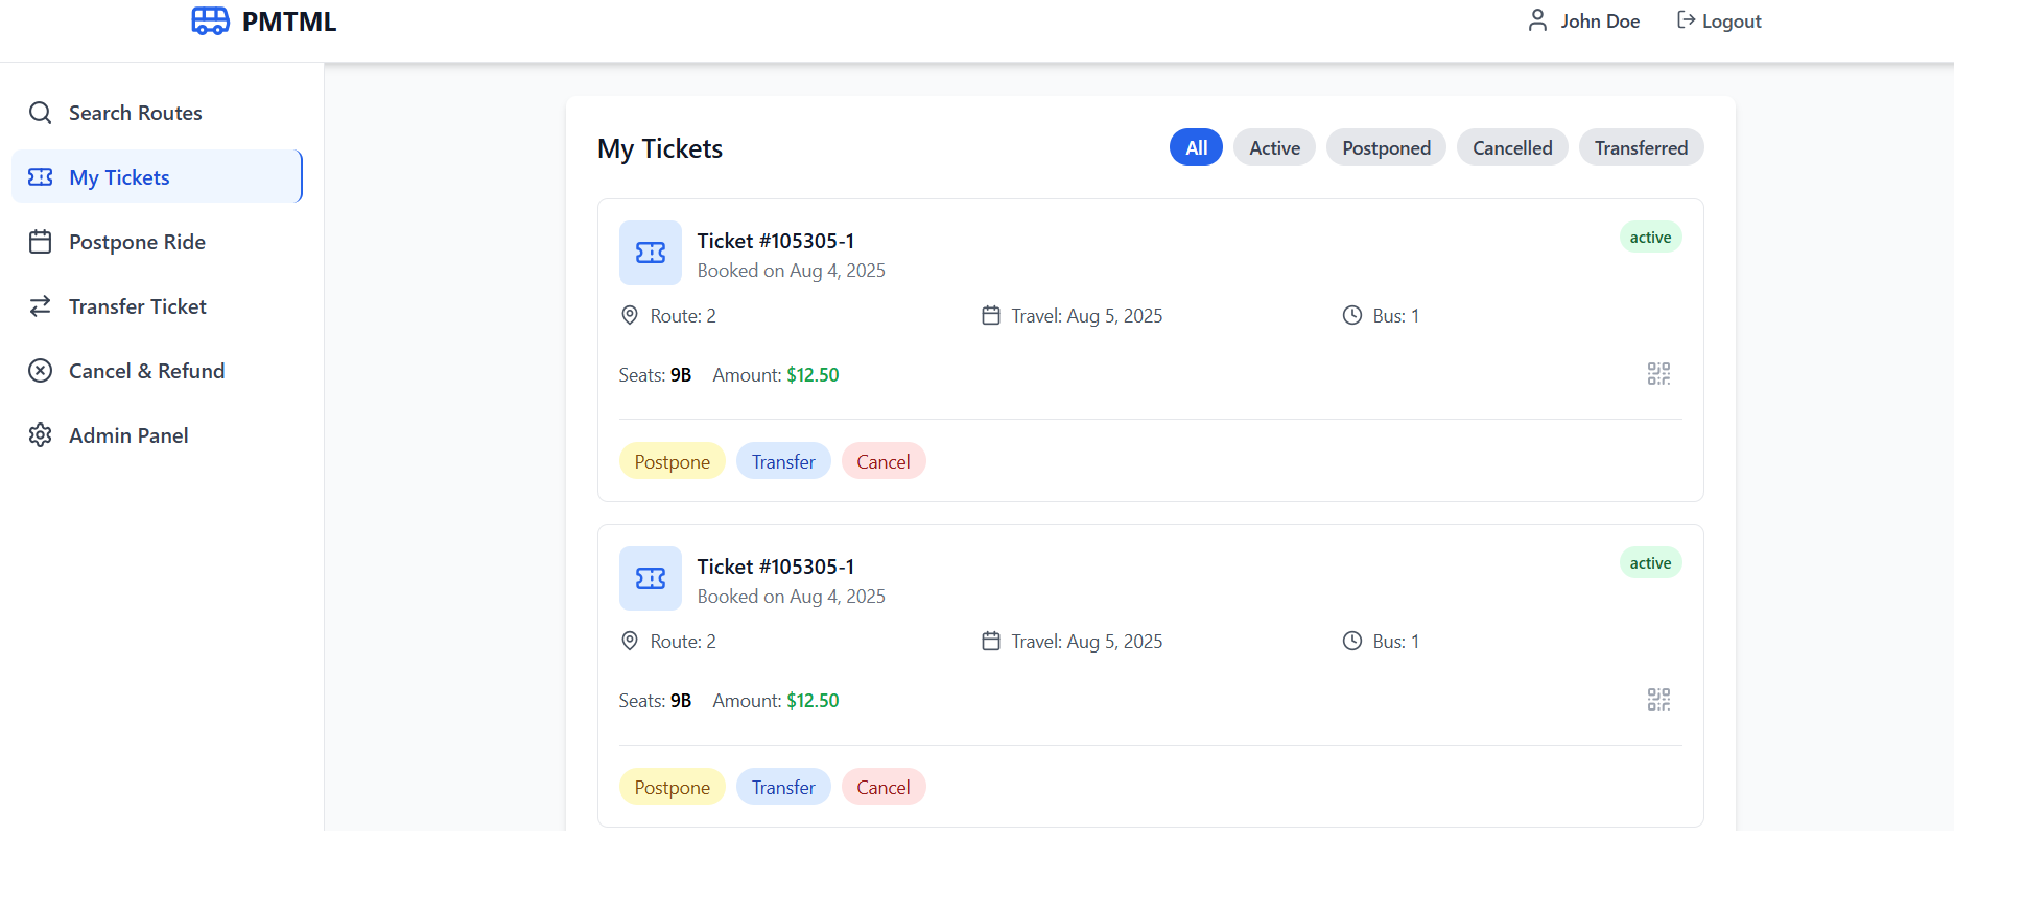 PMTML
John Doe
Logout
Search Routes
My Tickets
Postpone Ride
Transfer Ticket
Cancel & Refund
Admin Panel
My Tickets
All Active Postponed Cancelled Transferred
Ticket #105305-1
active
Booked on Aug 4, 2025
Route: 2 Travel: Aug 5, 2025 Bus: 1
Seats: 9B Amount: $12.50
Postpone Transfer Cancel
Ticket #105305-1
active
Booked on Aug 4, 2025
Route: 2 Travel: Aug 5, 2025 Bus: 1
Seats: 9B Amount: $12.50
Postpone Transfer Cancel